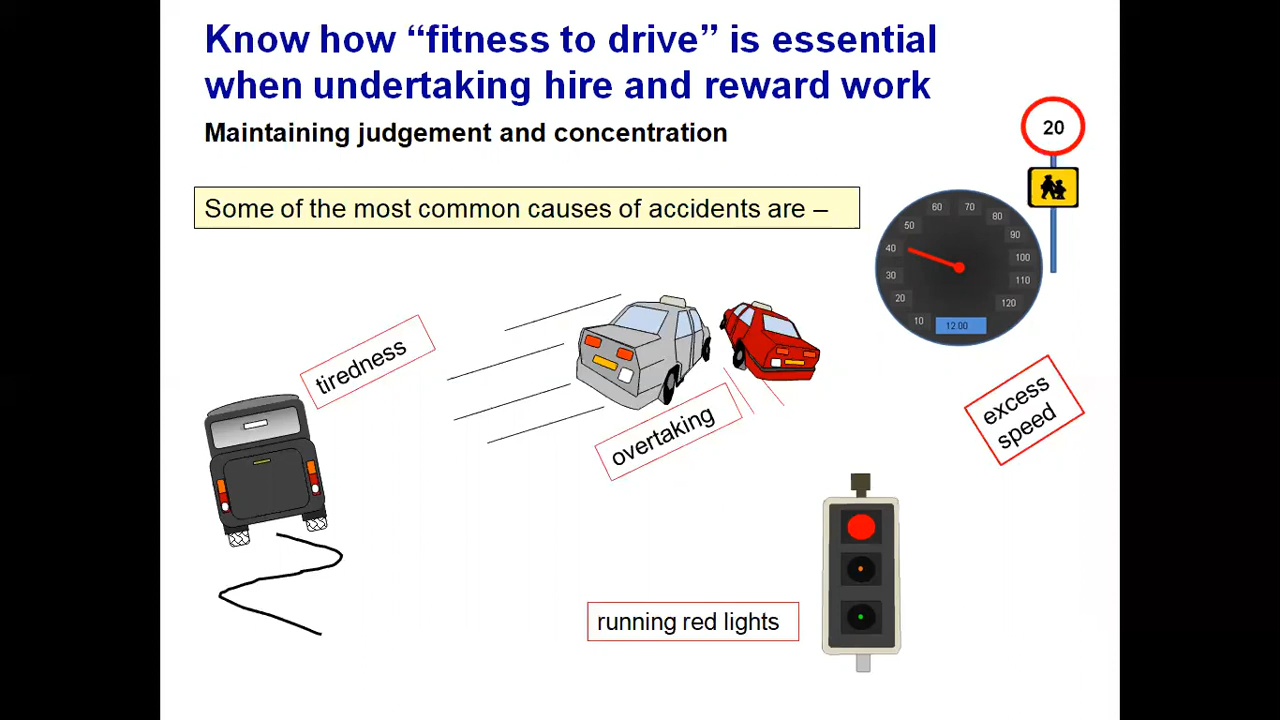 Know how “fitness to drive” is essential
when undertaking hire and reward work
Maintaining judgement and concentration
20
Some of the most common causes of accidents are –
10
20
30
40
50
60
70
80
90
100
110
120
12 00
tiredness
overtaking
excess
speed
running red lights